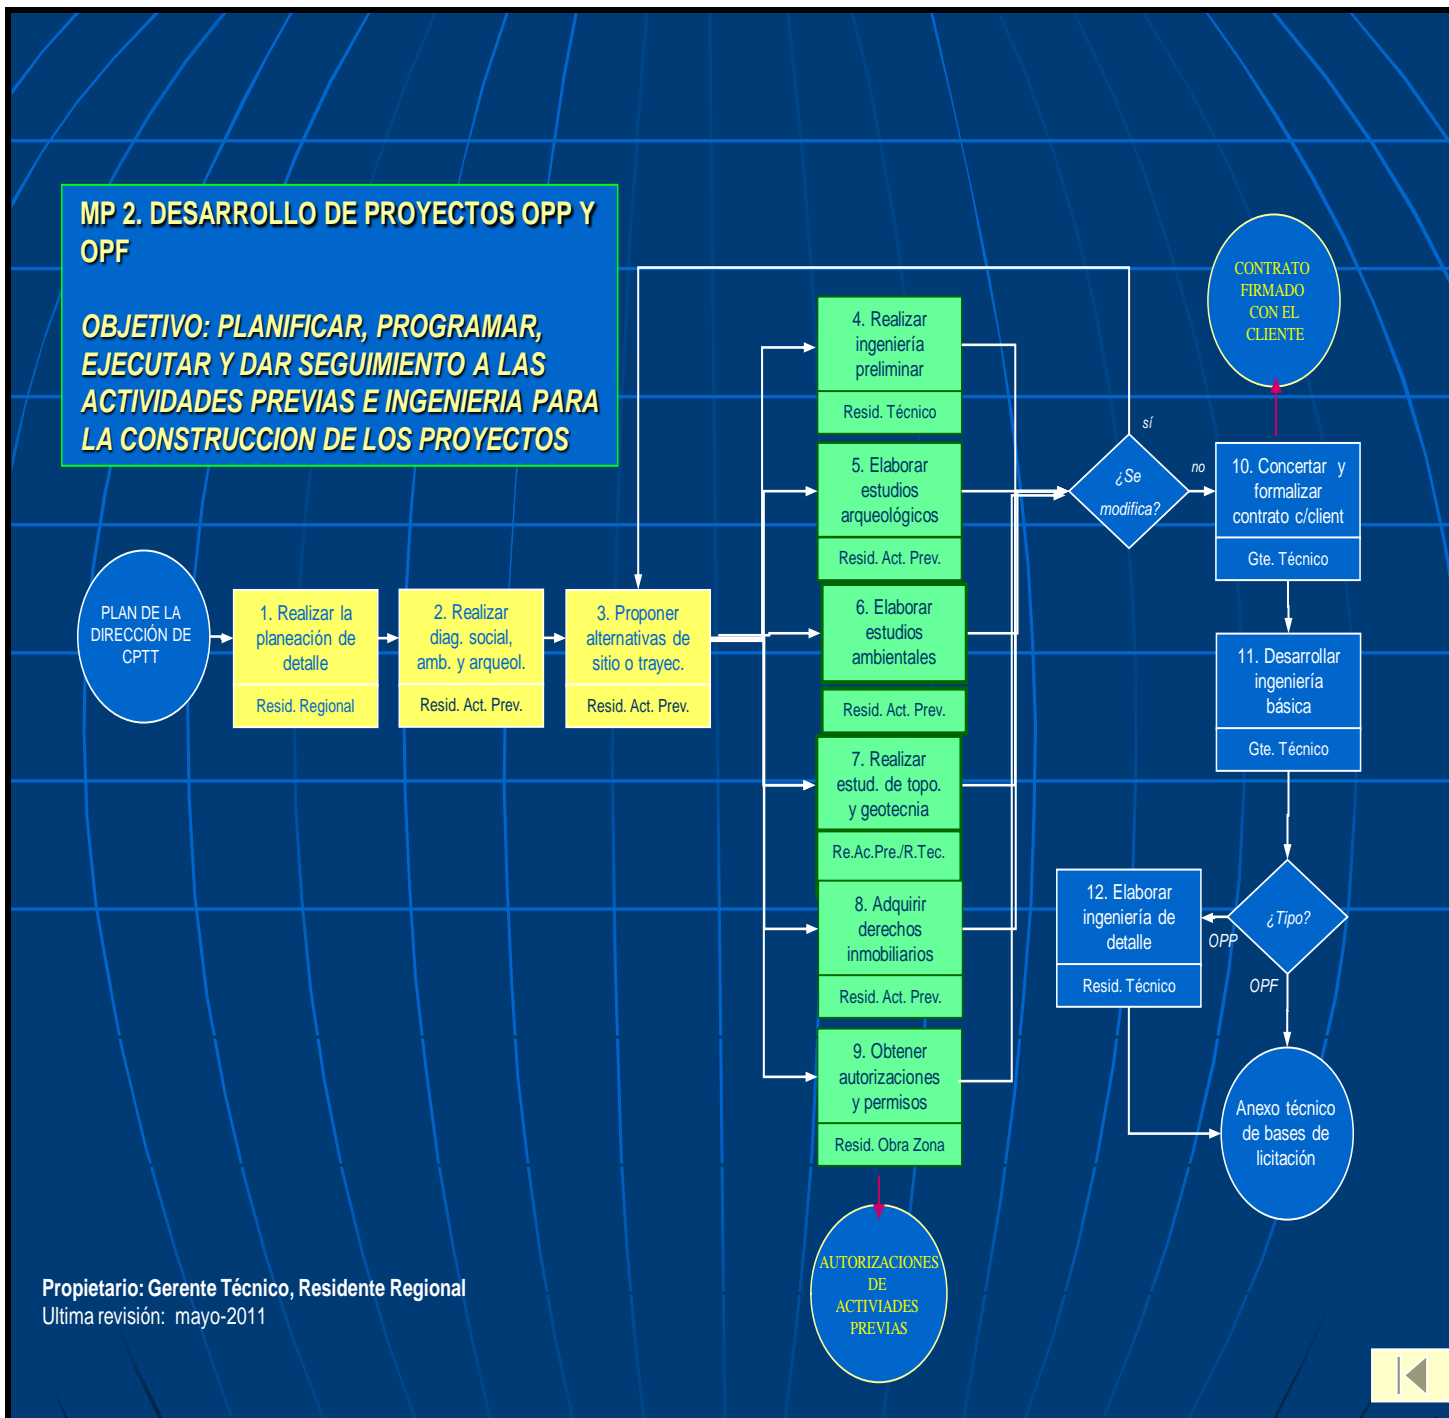 MP 2. DESARROLLO DE PROYECTOS OPP Y
OPF
OBJETIVO: PLANIFICAR, PROGRAMAR,
EJECUTAR Y DAR SEGUIMIENTO A LAS
ACTIVIDADES PREVIAS E INGENIERIA PARA
LA CONSTRUCCION DE LOS PROYECTOS
PLAN DE LA
DIRECCIÓN DE
CPTT
1. Realizar la
planeación de
detalle
Resid. Regional
2. Realizar
diag. social,
amb. y arqueol.
Resid. Act. Prev.
3. Proponer
alternativas de
sitio o trayec.
Resid. Act. Prev.
4. Realizar
ingeniería
preliminar
Resid. Técnico
5. Elaborar
estudios
arqueológicos
Resid. Act. Prev.
6. Elaborar
estudios
ambientales
Resid. Act. Prev.
7. Realizar
estud. de topo.
y geotecnia
Re.Ac.Pre./R.Tec.
8. Adquirir
derechos
inmobiliarios
Resid. Act. Prev.
9. Obtener
autorizaciones
y permisos
Resid. Obra Zona
AUTORIZACIONES
DE
ACTIVIADES
PREVIAS
¿Se
modifica?
sí
no
CONTRATO
FIRMADO
CON EL
CLIENTE
10. Concertar y
formalizar
contrato c/client
Gte. Técnico
11. Desarrollar
ingeniería
básica
Gte. Técnico
¿Tipo?
OPP
OPF
12. Elaborar
ingeniería de
detalle
Resid. Técnico
Anexo técnico
de bases de
licitación
Propietario: Gerente Técnico, Residente Regional
Ultima revisión: mayo-2011